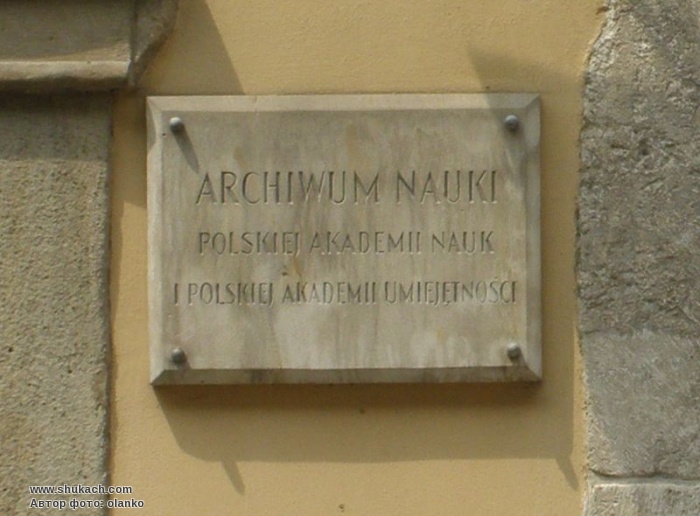 ARCHIWUM NAUKI
POLSKIEJ AKADEMII NAUK
I POLSKIEJ AKADEMII UMIEJĘTNOŚCI
www.shukach.com
Автор фото: olanko